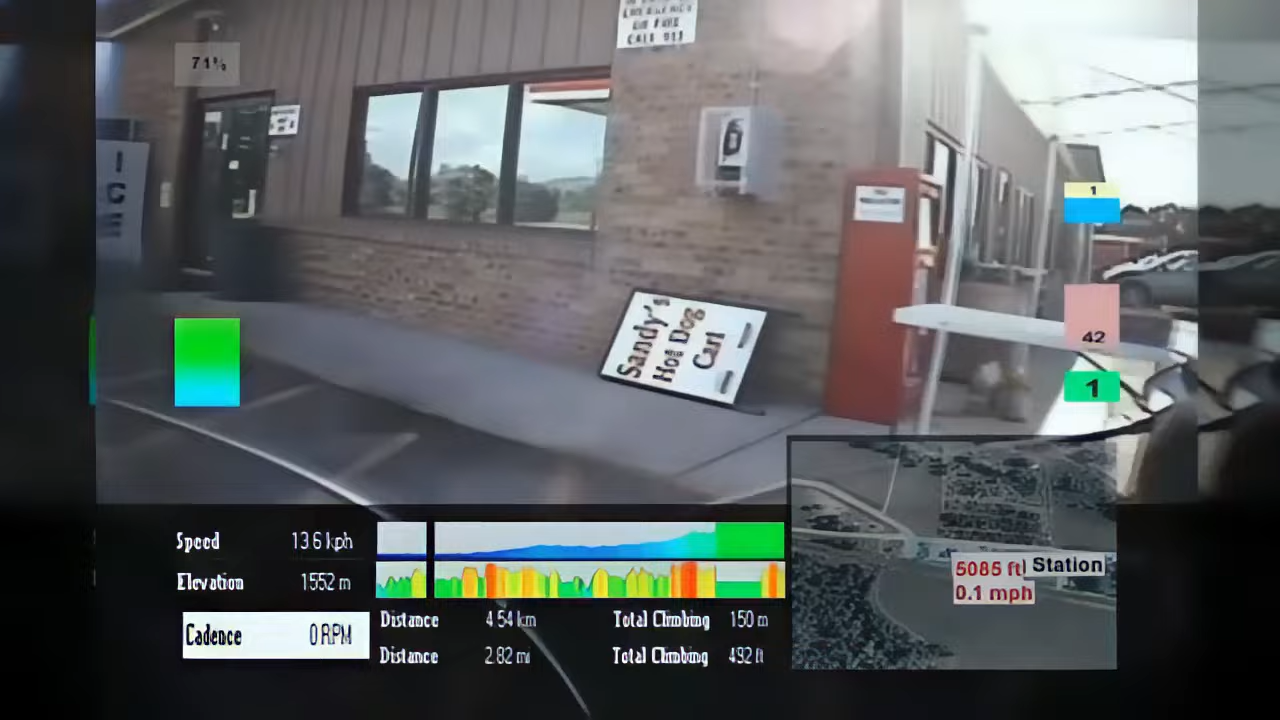 CALL 911
71%
I
C
E
1
Sandy's
Hot Dog
Cart
42
1
Speed 13.6 kph
Elevation 1552 m
Cadence 0 RPM
Distance 4.54 km Total Climbing 150 m
Distance 2.82 mi Total Climbing 492 ft
5085 ft Station
0.1 mph